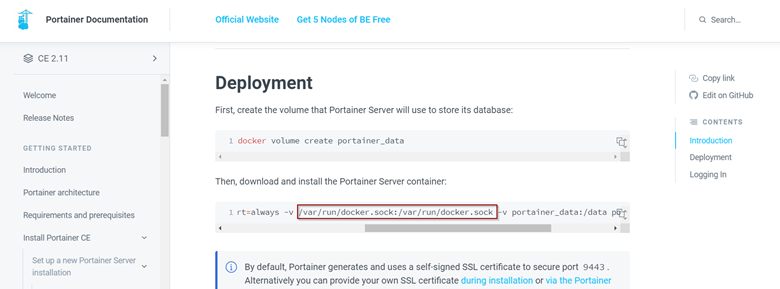 Portainer Documentation
Official Website
Get 5 Nodes of BE Free
Search...
CE 2.11
Welcome
Release Notes
GETTING STARTED
Introduction
Portainer architecture
Requirements and prerequisites
Install Portainer CE
Set up a new Portainer Server
installation
Deployment
First, create the volume that Portainer Server will use to store its database:
1 docker volume create portainer_data
Then, download and install the Portainer Server container:
1 rt=always -v /var/run/docker.sock:/var/run/docker.sock -v portainer_data:/data
By default, Portainer generates and uses a self-signed SSL certificate to secure port 9443.
Alternatively you can provide your own SSL certificate during installation or via the Portainer
Copy link
Edit on GitHub
CONTENTS
Introduction
Deployment
Logging In